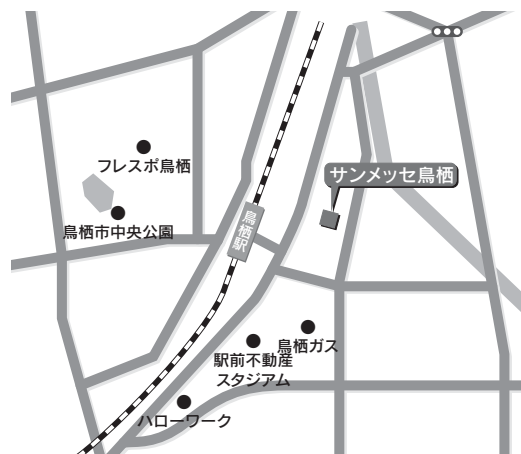 フレスポ鳥栖
サンメッセ鳥栖
鳥栖市中央公園
鳥栖駅
鳥栖ガス
駅前不動産
スタジアム
ハローワーク